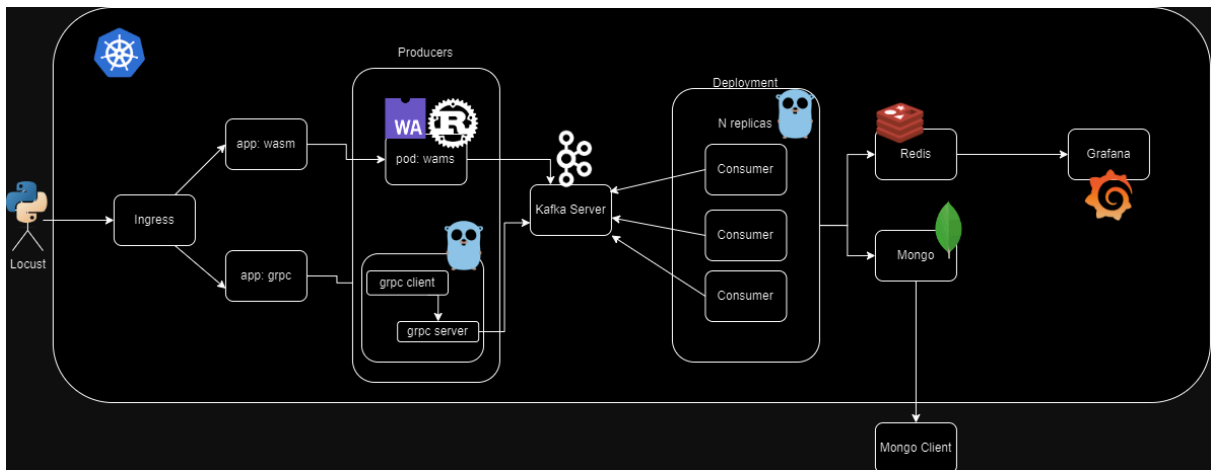 Producers
Deployment
N replicas
WA
R
app: wasm
pod: wams
Redis
Grafana
Consumer
Locust
Ingress
Kafka Server
Consumer
Mongo
app: grpc
grpc client
Consumer
grpc server
Mongo Client